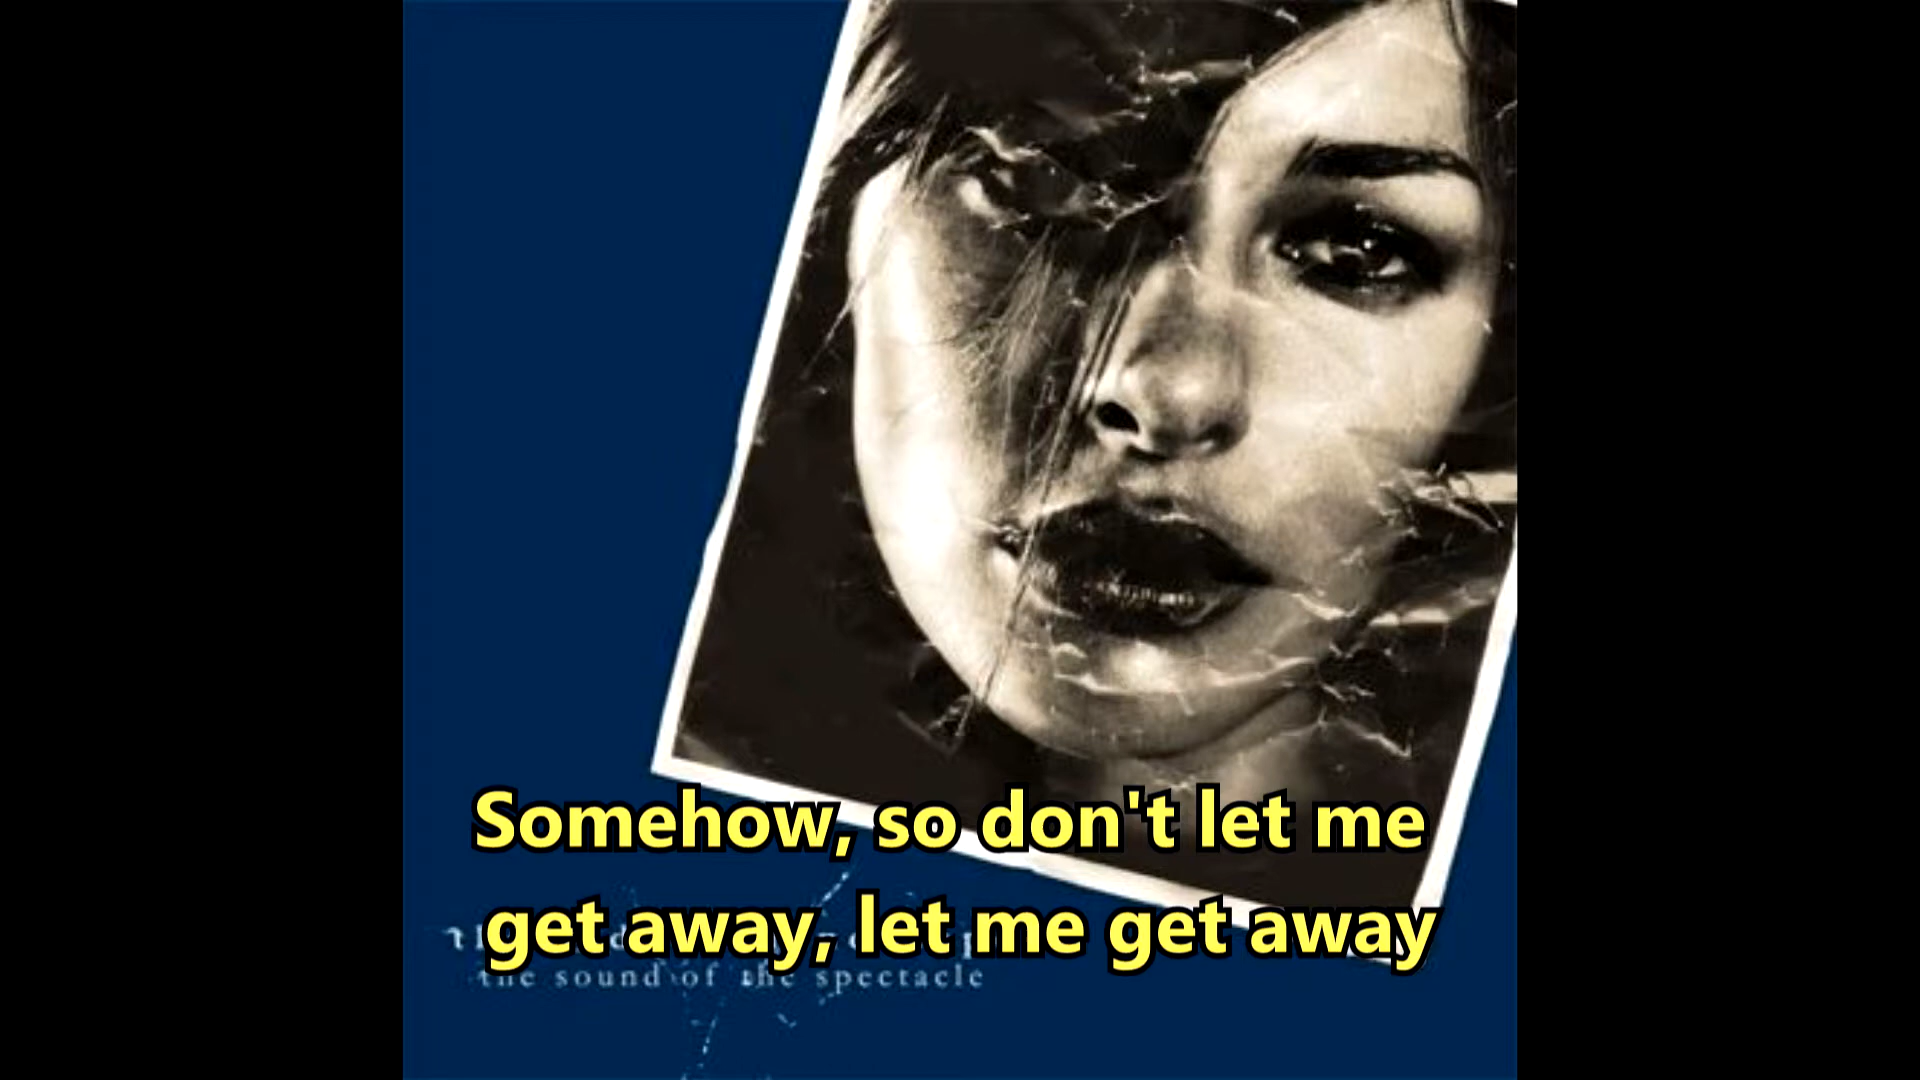 Somehow, so don't let me
get away, let me get away
the sound of the spectacle